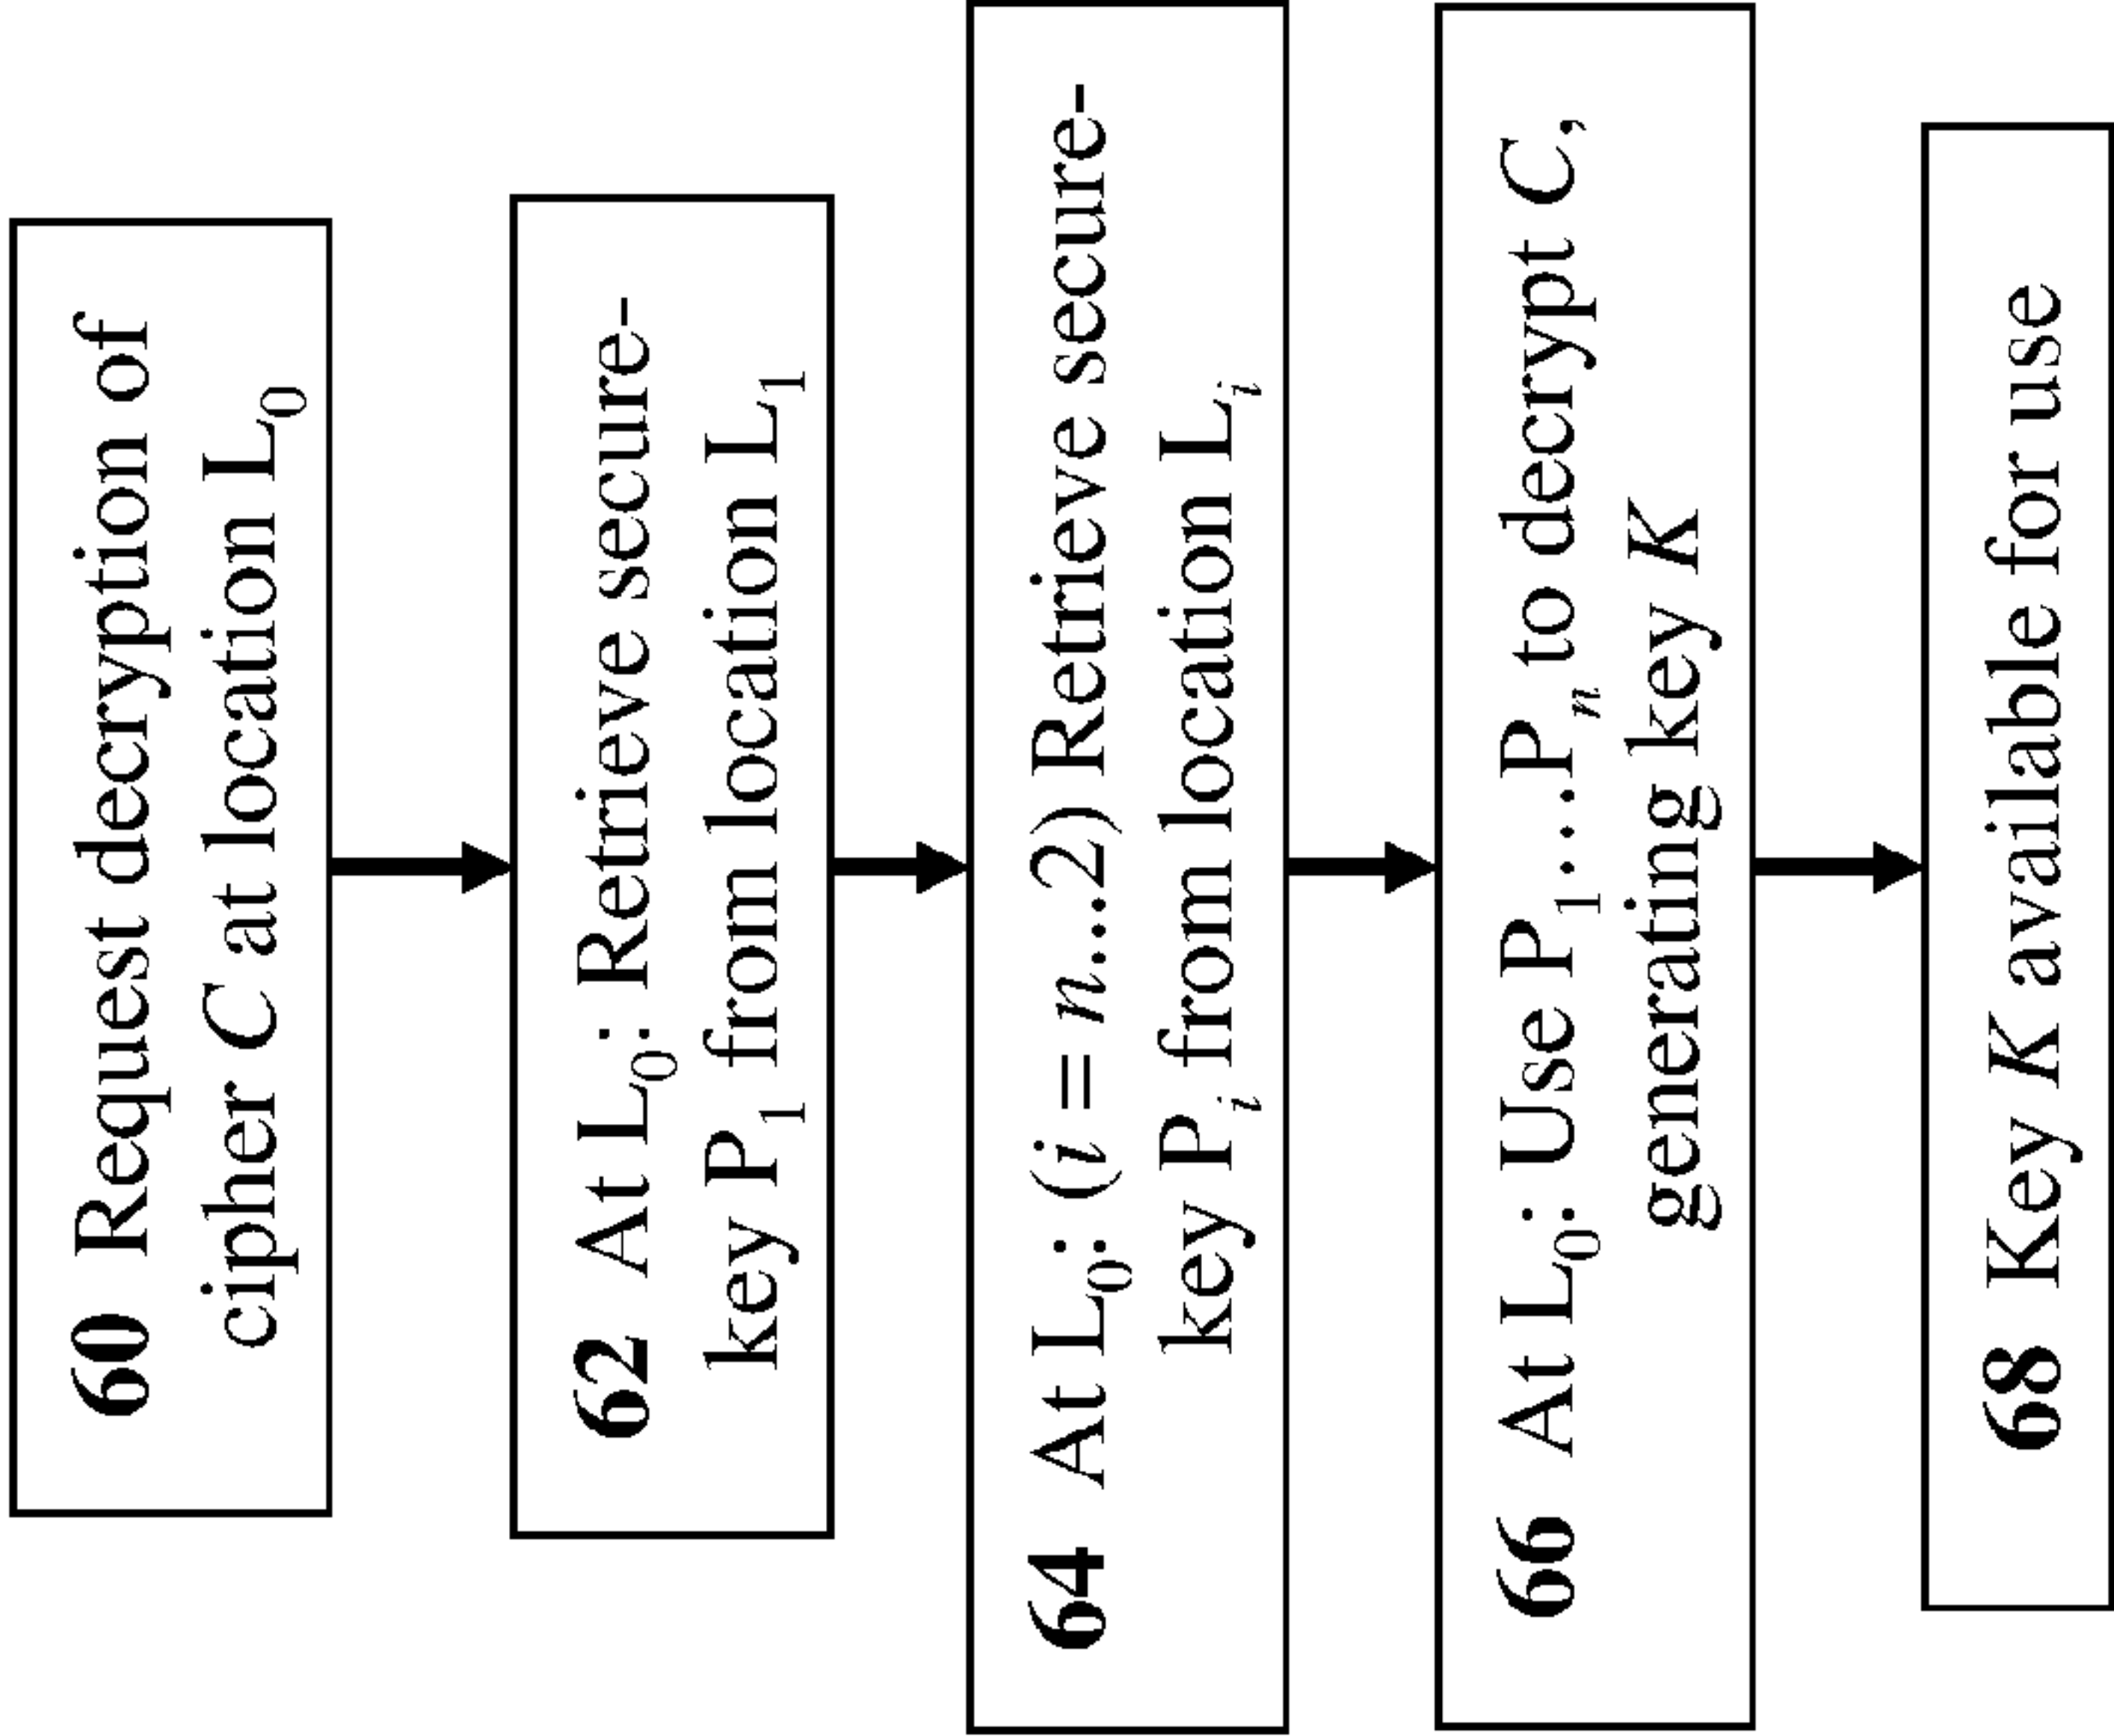 60 Request decryption of
cipher C at location L₀
62 At L₀: Retrieve secure-
key P₁ from location L₁
64 At L₀: (i = n...2) Retrieve secure-
key Pᵢ from location Lᵢ
66 At L₀: Use P₁...Pₙ to decrypt C,
generating key K
68 Key K available for use